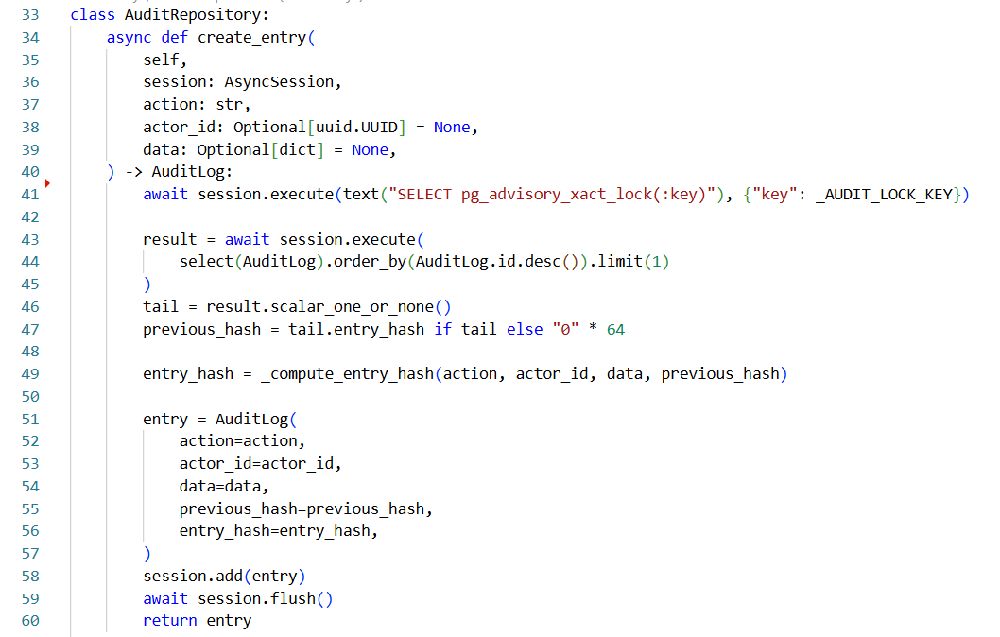 33 class AuditRepository:
34     async def create_entry(
35         self,
36         session: AsyncSession,
37         action: str,
38         actor_id: Optional[uuid.UUID] = None,
39         data: Optional[dict] = None,
40     ) -> AuditLog:
41         await session.execute(text("SELECT pg_advisory_xact_lock(:key)"), {"key": _AUDIT_LOCK_KEY})
42
43         result = await session.execute(
44             select(AuditLog).order_by(AuditLog.id.desc()).limit(1)
45         )
46         tail = result.scalar_one_or_none()
47         previous_hash = tail.entry_hash if tail else "0" * 64
48
49         entry_hash = _compute_entry_hash(action, actor_id, data, previous_hash)
50
51         entry = AuditLog(
52             action=action,
53             actor_id=actor_id,
54             data=data,
55             previous_hash=previous_hash,
56             entry_hash=entry_hash,
57         )
58         session.add(entry)
59         await session.flush()
60         return entry